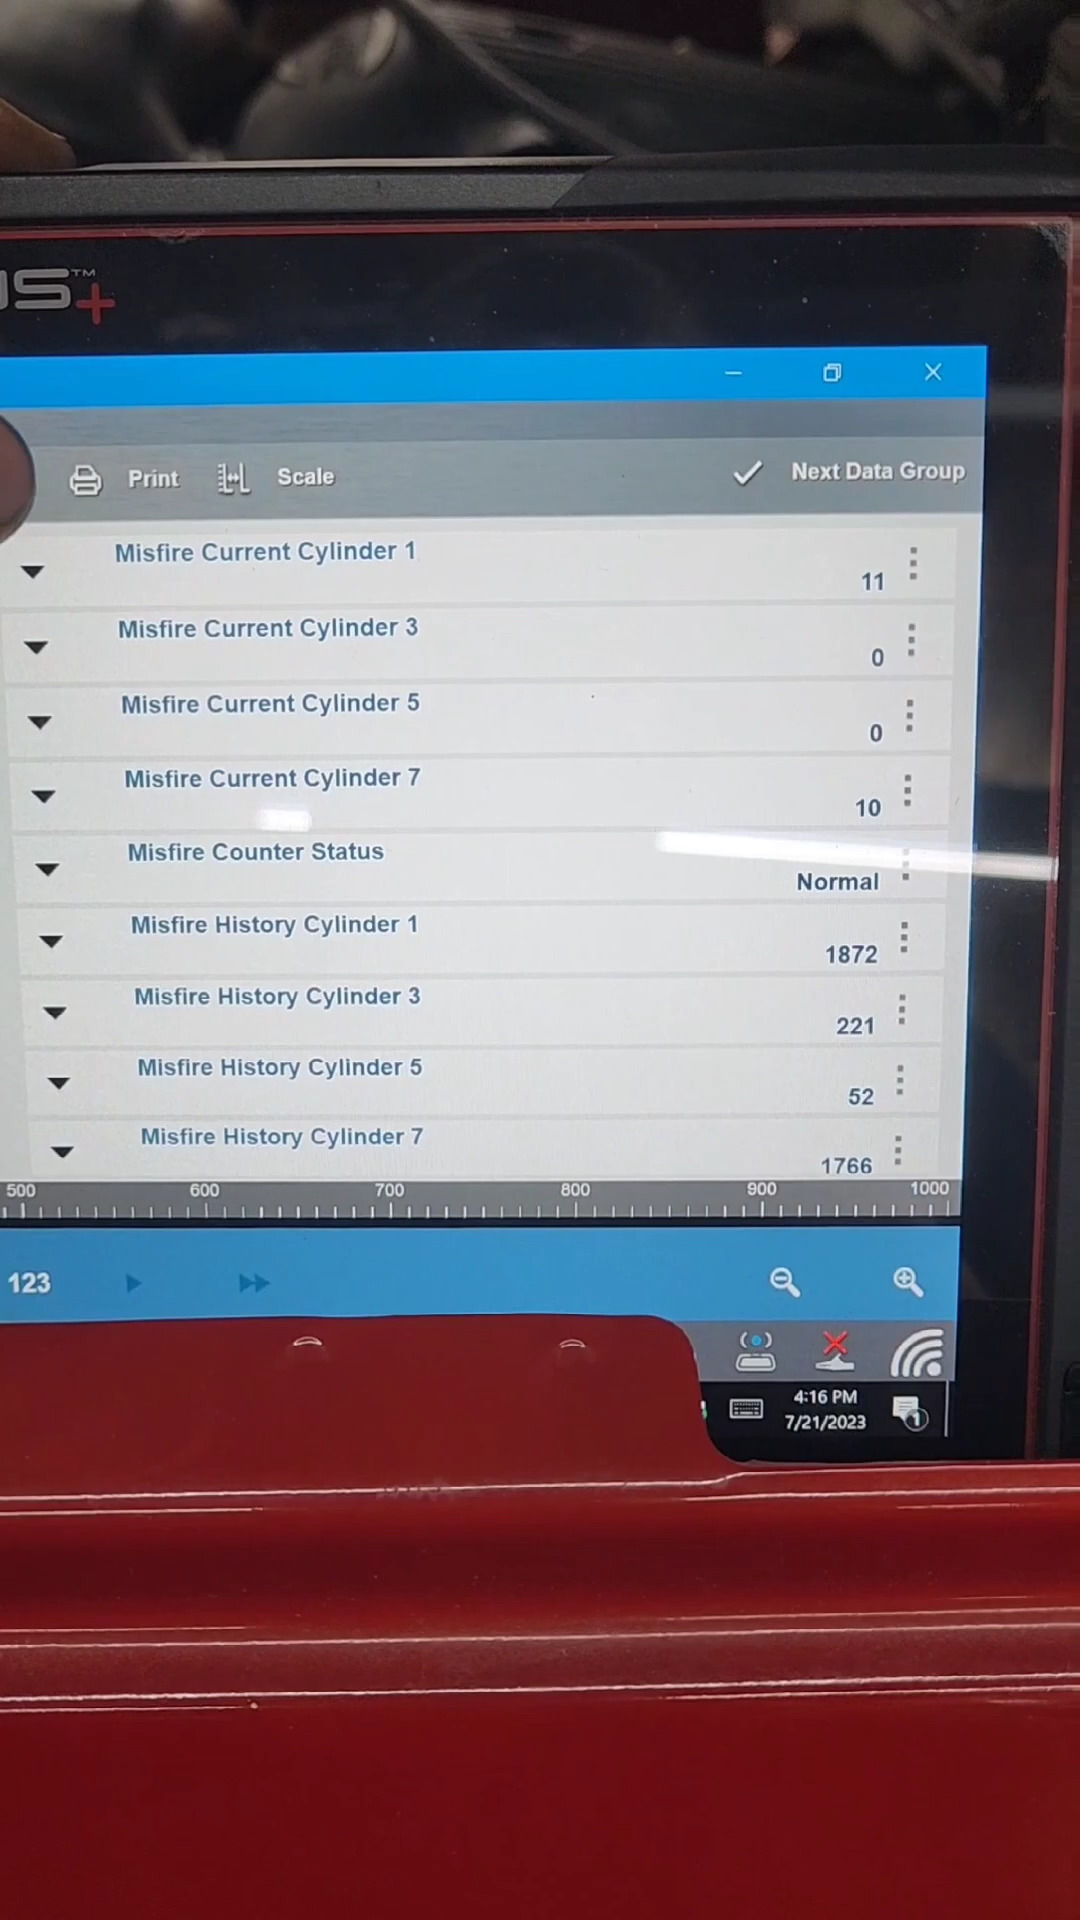 US™+
Print Scale Next Data Group
Misfire Current Cylinder 1
11
Misfire Current Cylinder 3
0
Misfire Current Cylinder 5
0
Misfire Current Cylinder 7
10
Misfire Counter Status
Normal
Misfire History Cylinder 1
1872
Misfire History Cylinder 3
221
Misfire History Cylinder 5
52
Misfire History Cylinder 7
1766
500 600 700 800 900 1000
123
4:16 PM
7/21/2023
1